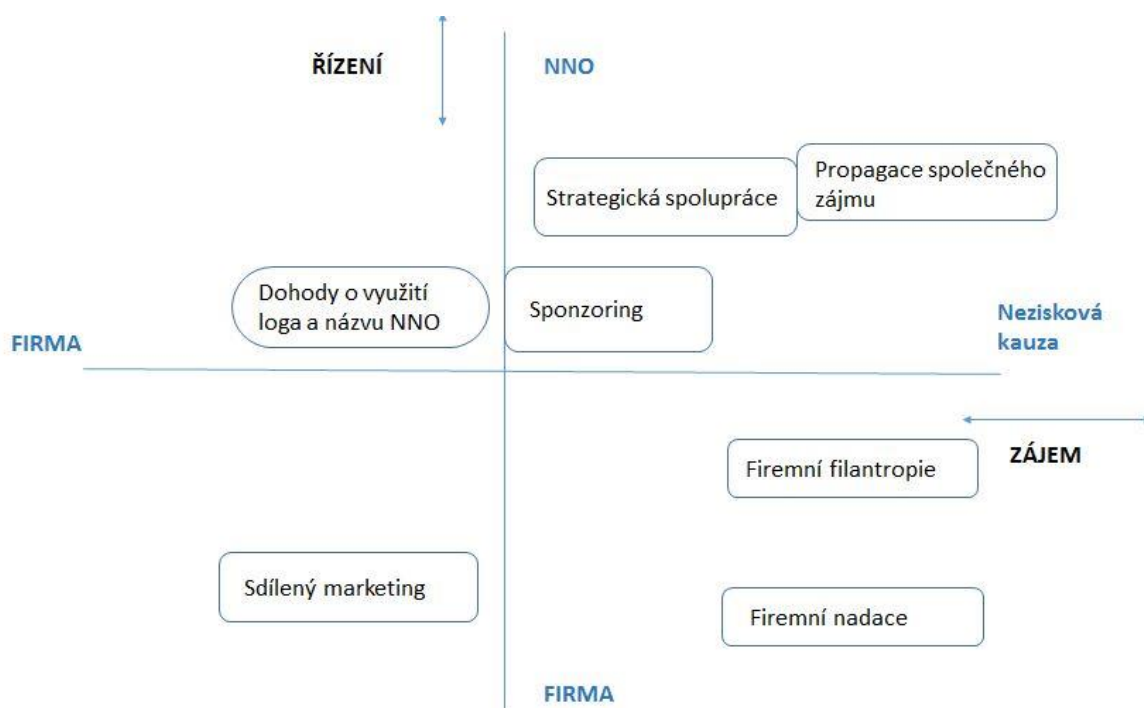 ŘÍZENÍ
NNO
Strategická spolupráce
Propagace společného
zájmu
Dohody o využití
loga a názvu NNO
Sponzoring
Nezisková
kauza
FIRMA
ZÁJEM
Firemní filantropie
Sdílený marketing
Firemní nadace
FIRMA